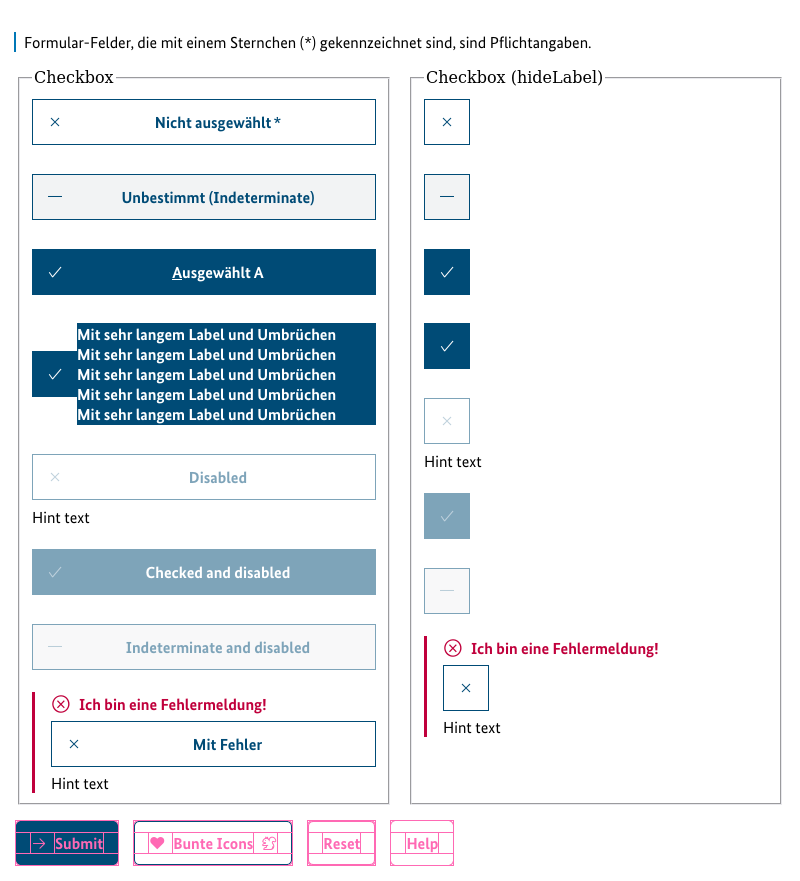 Formular-Felder, die mit einem Sternchen (*) gekennzeichnet sind, sind Pflichtangaben.
Checkbox
Nicht ausgewählt *
Unbestimmt (Indeterminate)
Ausgewählt A
Mit sehr langem Label und Umbrüchen
Mit sehr langem Label und Umbrüchen
Mit sehr langem Label und Umbrüchen
Mit sehr langem Label und Umbrüchen
Mit sehr langem Label und Umbrüchen
Disabled
Hint text
Checked and disabled
Indeterminate and disabled
Ich bin eine Fehlermeldung!
Mit Fehler
Hint text
Checkbox (hideLabel)
Hint text
Ich bin eine Fehlermeldung!
Hint text
Submit
Bunte Icons
Reset
Help